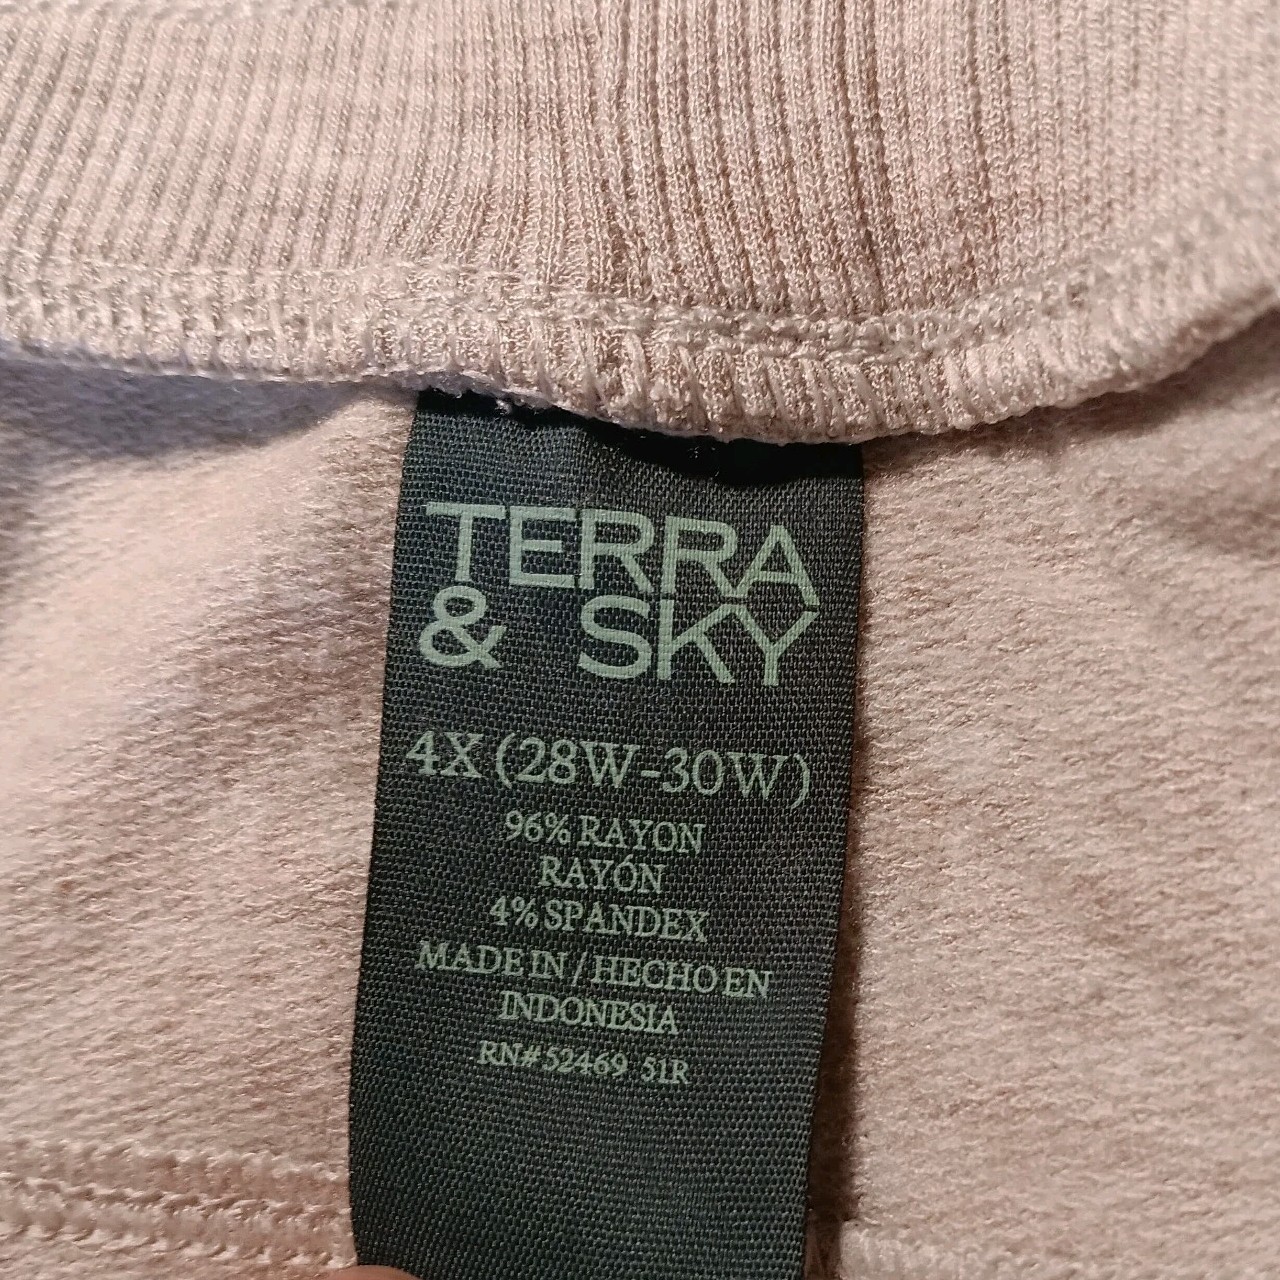 TERRA
& SKY
4X (28W-30W)
96% RAYON
RAYÓN
4% SPANDEX
MADE IN / HECHO EN
INDONESIA
RN# 52469 51R